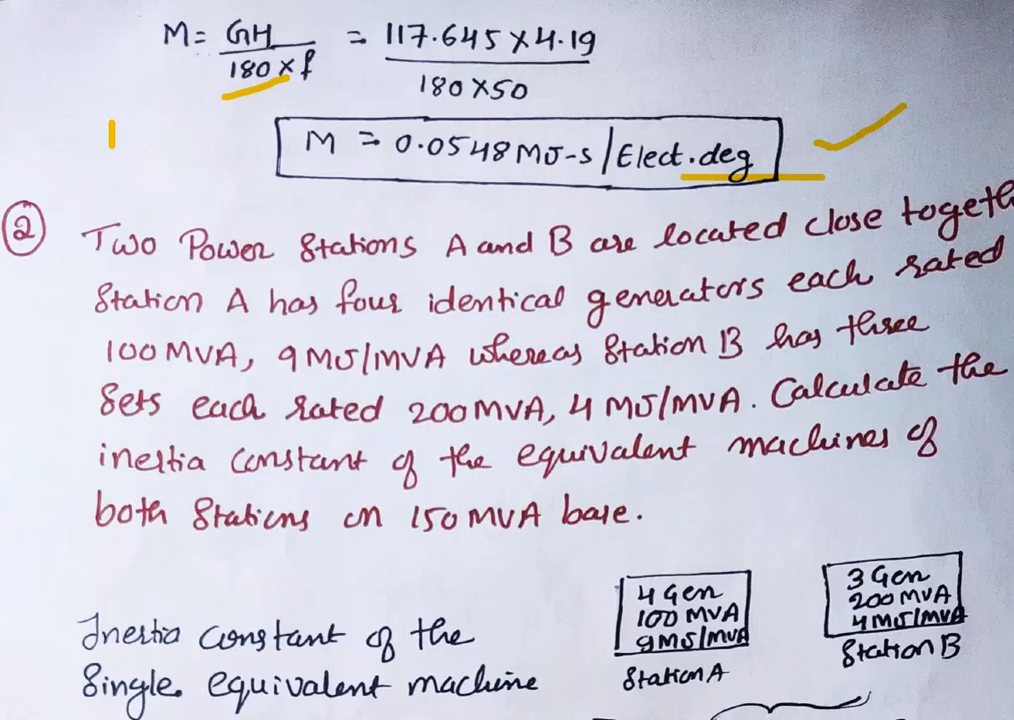 M = GH / 180 × f = 117.645 × 4.19 / 180 × 50
M = 0.0548 MJ-s / Elect. deg
② Two Power Stations A and B are located close togeth
Station A has four identical generators each rated
100 MVA, 9 MJ/MVA whereas Station B has three
Sets each rated 200 MVA, 4 MJ/MVA. Calculate the
inertia Constant of the equivalent machines of
both Stations on 150 MVA base.
4 Gen
100 MVA
9 MJ/MVA
Station A
3 Gen
200 MVA
4 MJ/MVA
Station B
Inertia Constant of the
Single equivalent machine